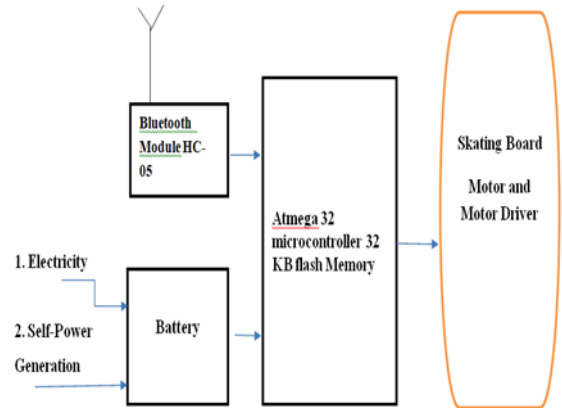 Bluetooth
Module HC-
05
Atmega 32
microcontroller 32
KB flash Memory
Skating Board
Motor and
Motor Driver
1. Electricity
2. Self-Power
Generation
Battery